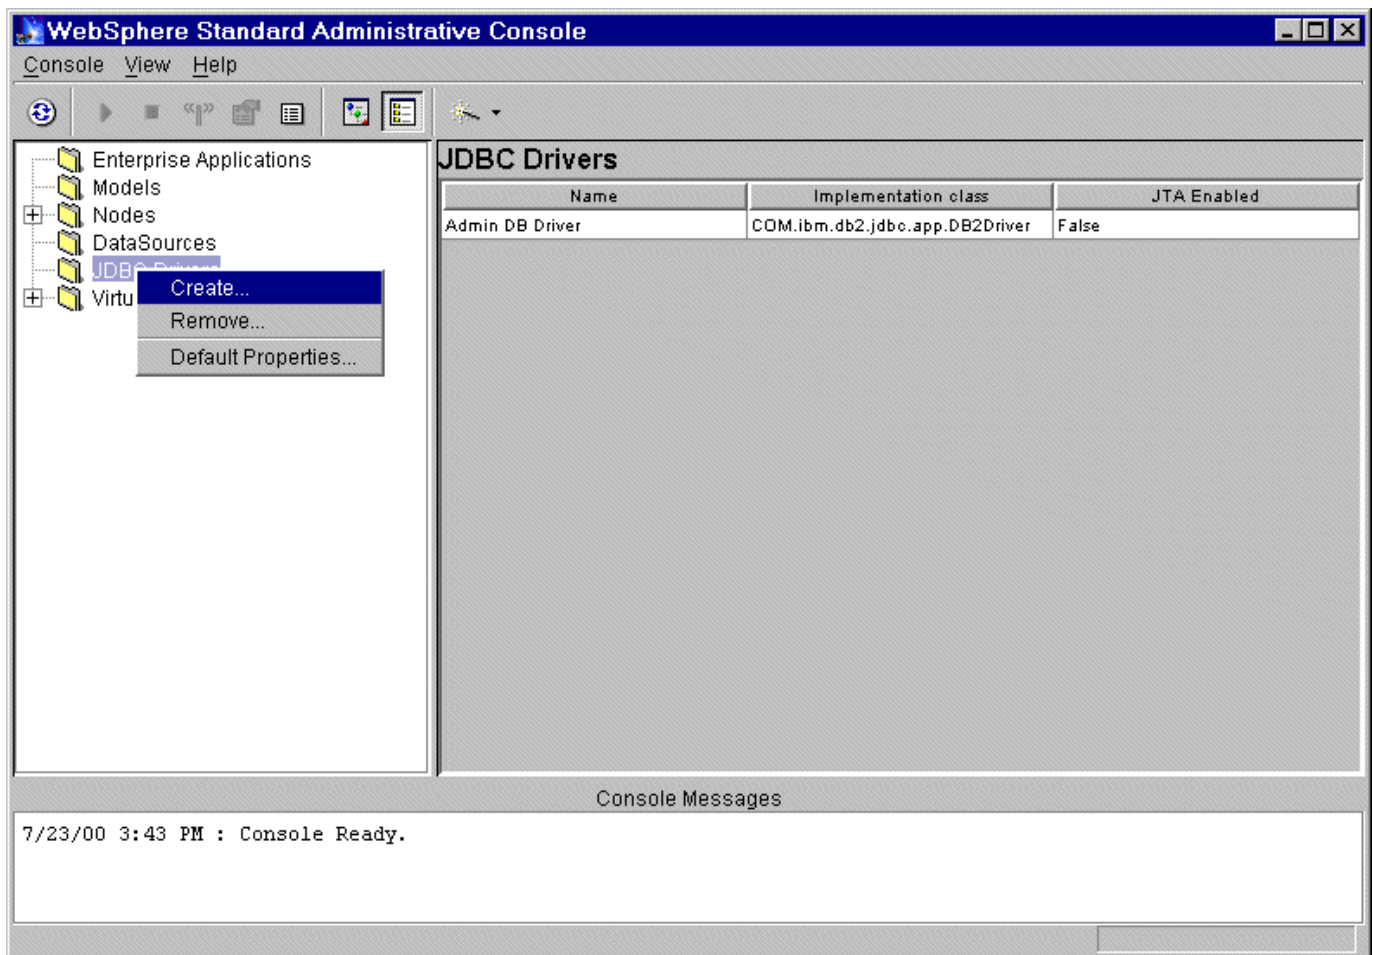 WebSphere Standard Administrative Console
Console View Help
Enterprise Applications
Models
Nodes
DataSources
JDBC Drivers
Virtu
Create...
Remove...
Default Properties...
JDBC Drivers
Name Implementation class JTA Enabled
Admin DB Driver COM.ibm.db2.jdbc.app.DB2Driver False
Console Messages
7/23/00 3:43 PM : Console Ready.